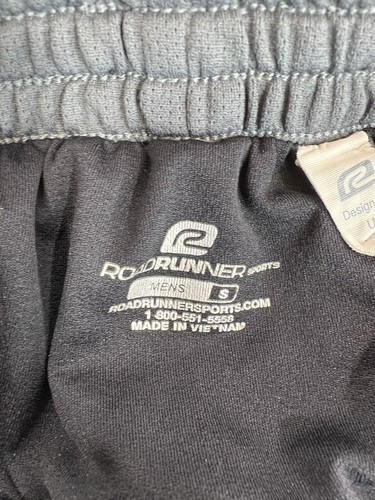 ROADRUNNER SPORTS
MENS S
ROADRUNNERSPORTS.COM
1-800-551-5558
MADE IN VIETNAM
Design
U